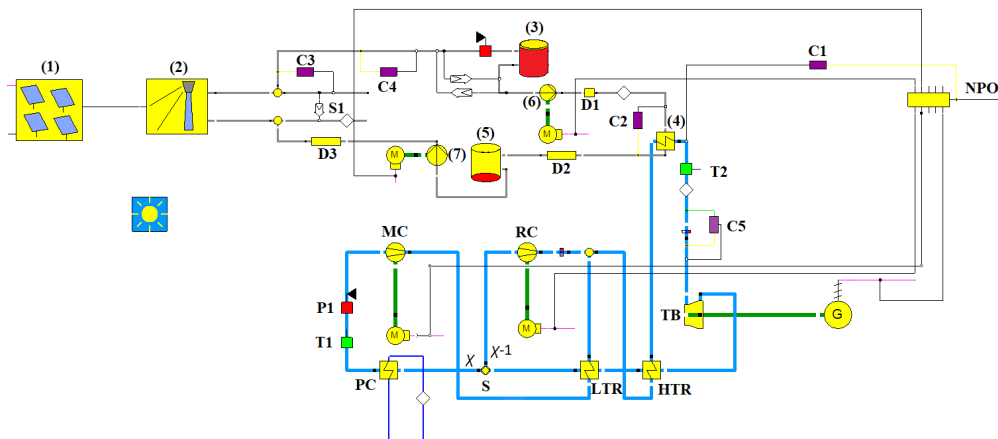 (1)
(2)
(3)
C3
C4
S1
C1
NPO
(6)
D1
C2
(4)
M
D3
M
(7)
(5)
D2
T2
C5
MC
RC
P1
T1
M
M
TB
G
PC
X
X-1
S
LTR
HTR